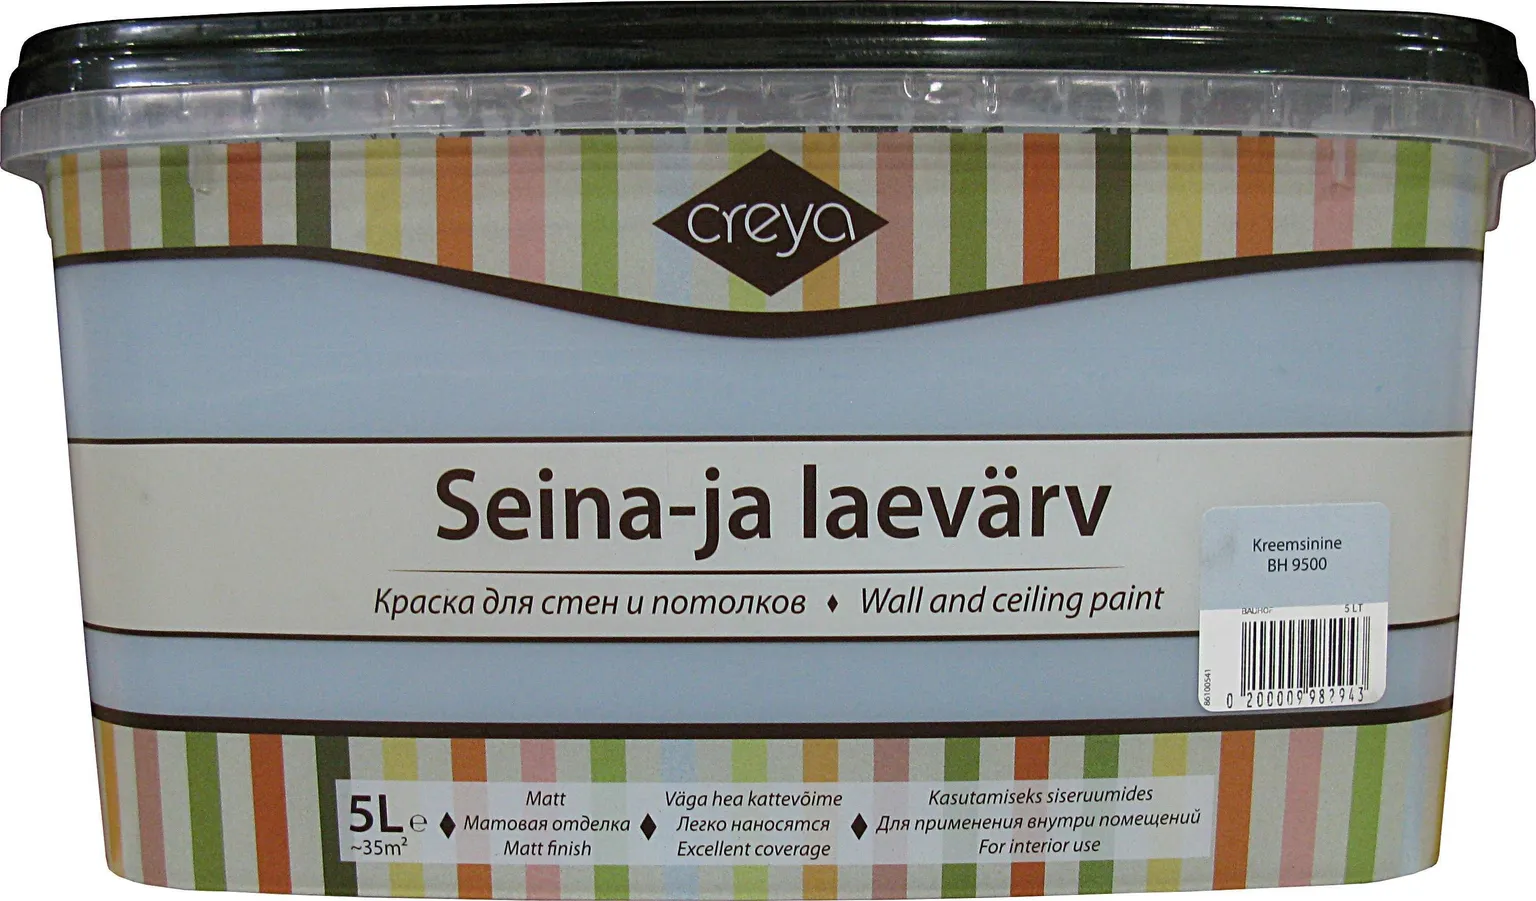 creya
Seina-ja laevärv
Краска для стен и потолков ♦ Wall and ceiling paint
Kreemsinine
BH 9500
BAUHOF 5 LT
86100541
0 200009 982943
5L ℮
~35m²
Matt
Матовая отделка
Matt finish
Väga hea kattevõime
Легко наносятся
Excellent coverage
Kasutamiseks siseruumides
Для применения внутри помещений
For interior use